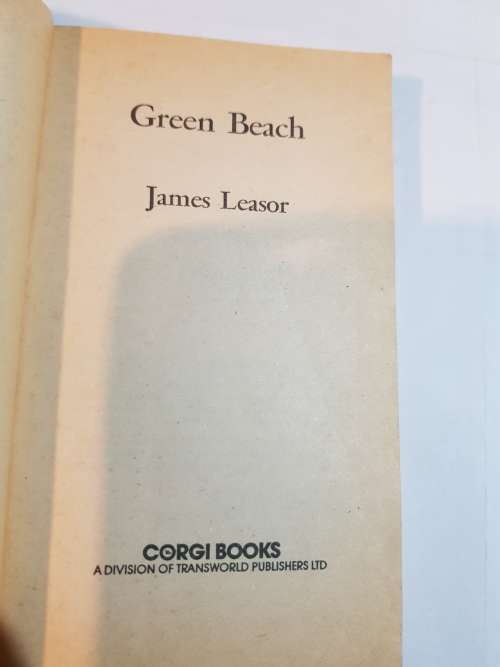 Green Beach
James Leasor
CORGI BOOKS
A DIVISION OF TRANSWORLD PUBLISHERS LTD